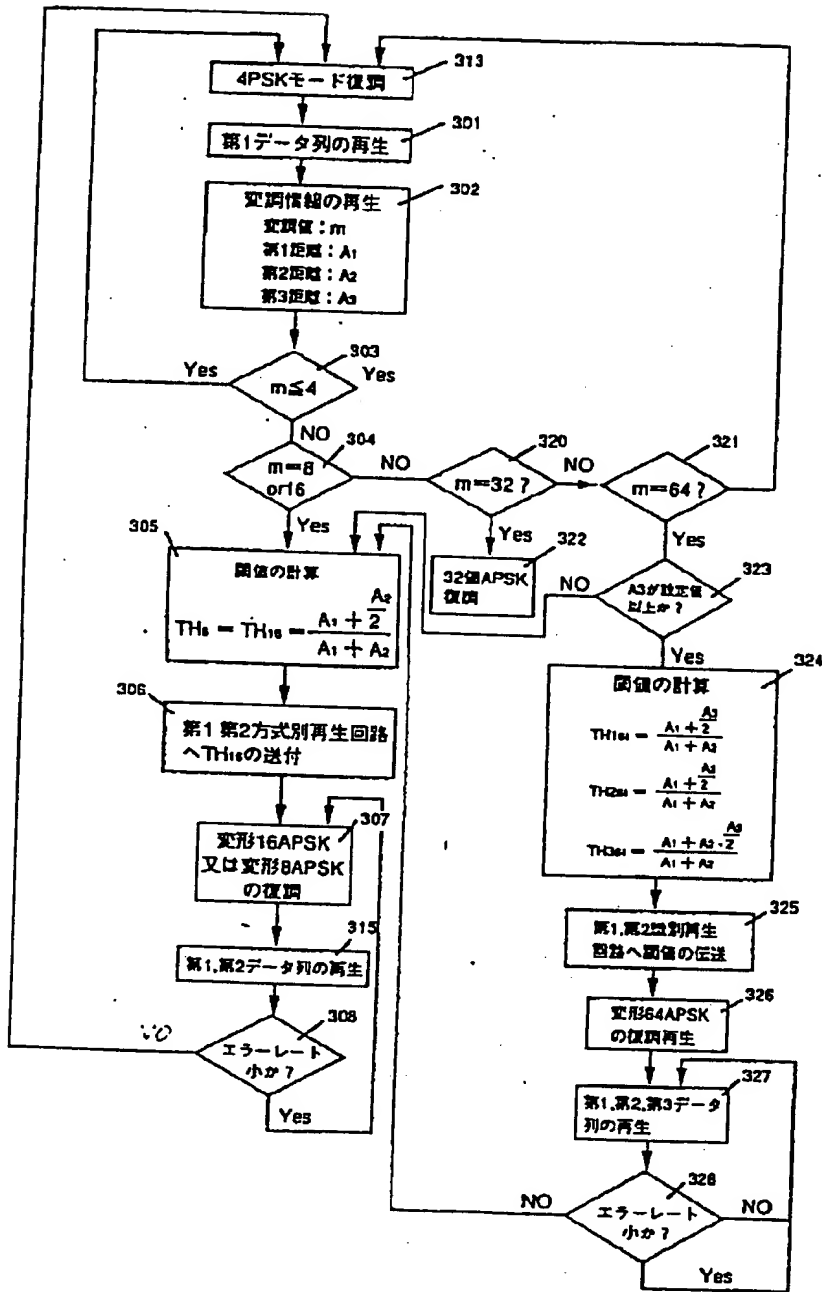 313
4PSKモード復調
301
第1データ列の再生
302
変調情報の再生
変調値：m
第1距離：A1
第2距離：A2
第3距離：A3
303
Yes
Yes
m≦4
NO
304
m=8
or16
NO
320
m=32？
NO
321
m=64？
Yes
305
閾値の計算
TH8 = TH16 = A1 + A2/2
A1 + A2
Yes
322
32値APSK
復調
Yes
NO
323
A3が設定値
以上か？
Yes
306
第1 第2方式別再生回路
へTH16の送付
324
閾値の計算
TH164 = A1 + A3/2
A1 + A2
TH264 = A1 + A3/2
A1 + A2
TH364 = A1 + A2 · A3/2
A1 + A2
307
変形16APSK
又は変形8APSK
の復調
325
第1,第2識別再生
回路へ閾値の伝送
315
第1,第2データ列の再生
326
変形64APSK
の復調再生
NO
308
エラーレート
小か？
Yes
327
第1,第2,第3データ
列の再生
NO
328
エラーレート
小か？
NO
Yes